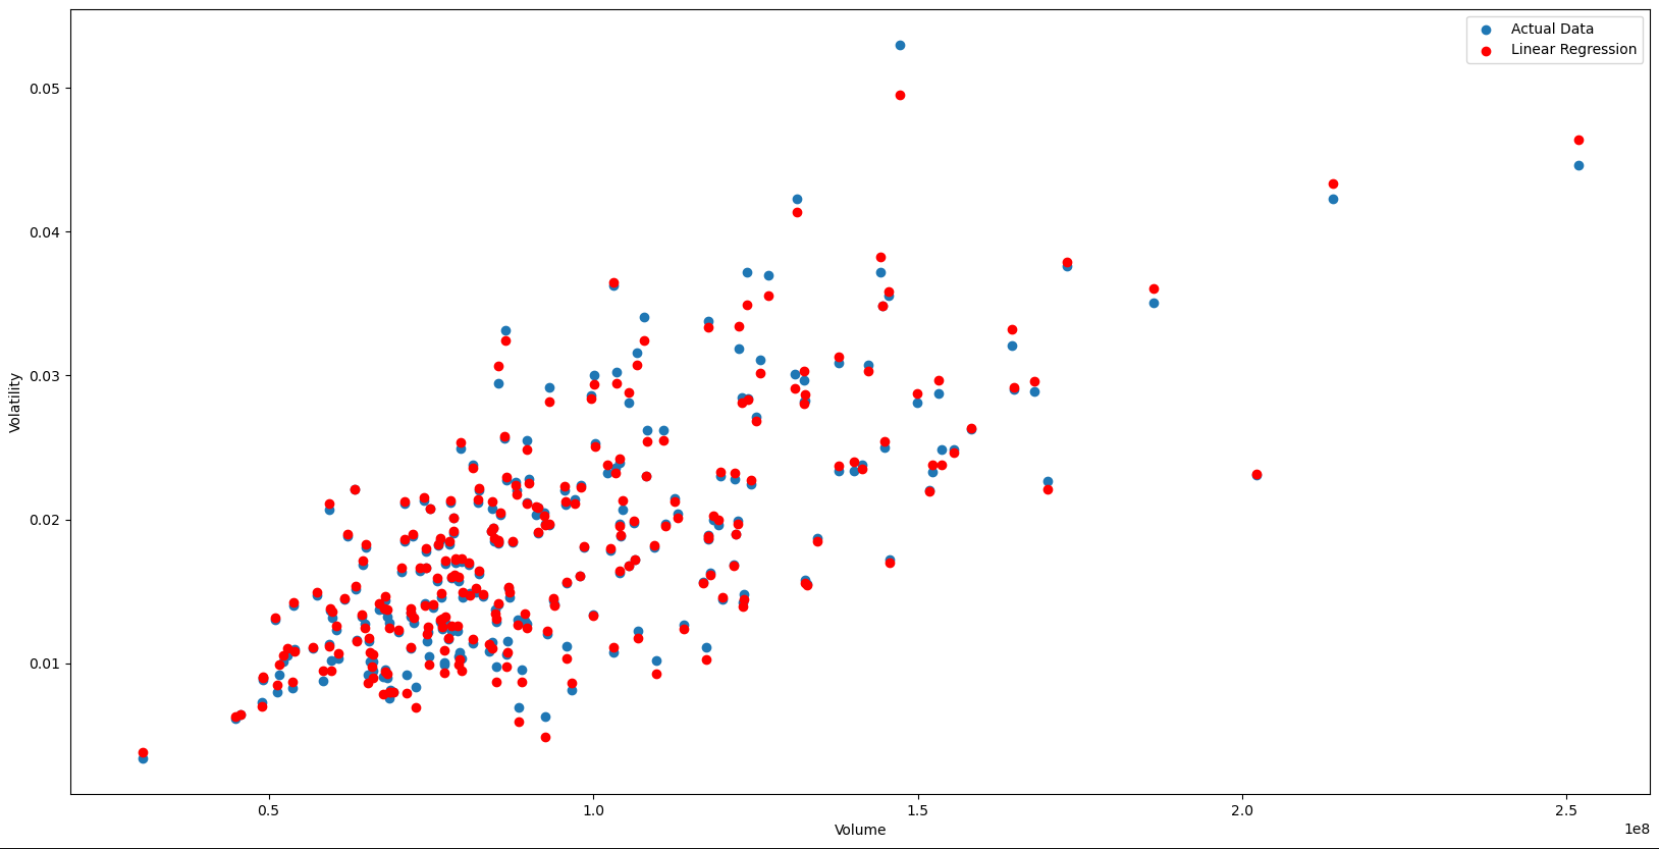 Actual Data
Linear Regression
0.05
0.04
0.03
0.02
0.01
Volatility
0.5
1.0
1.5
2.0
2.5
Volume
1e8